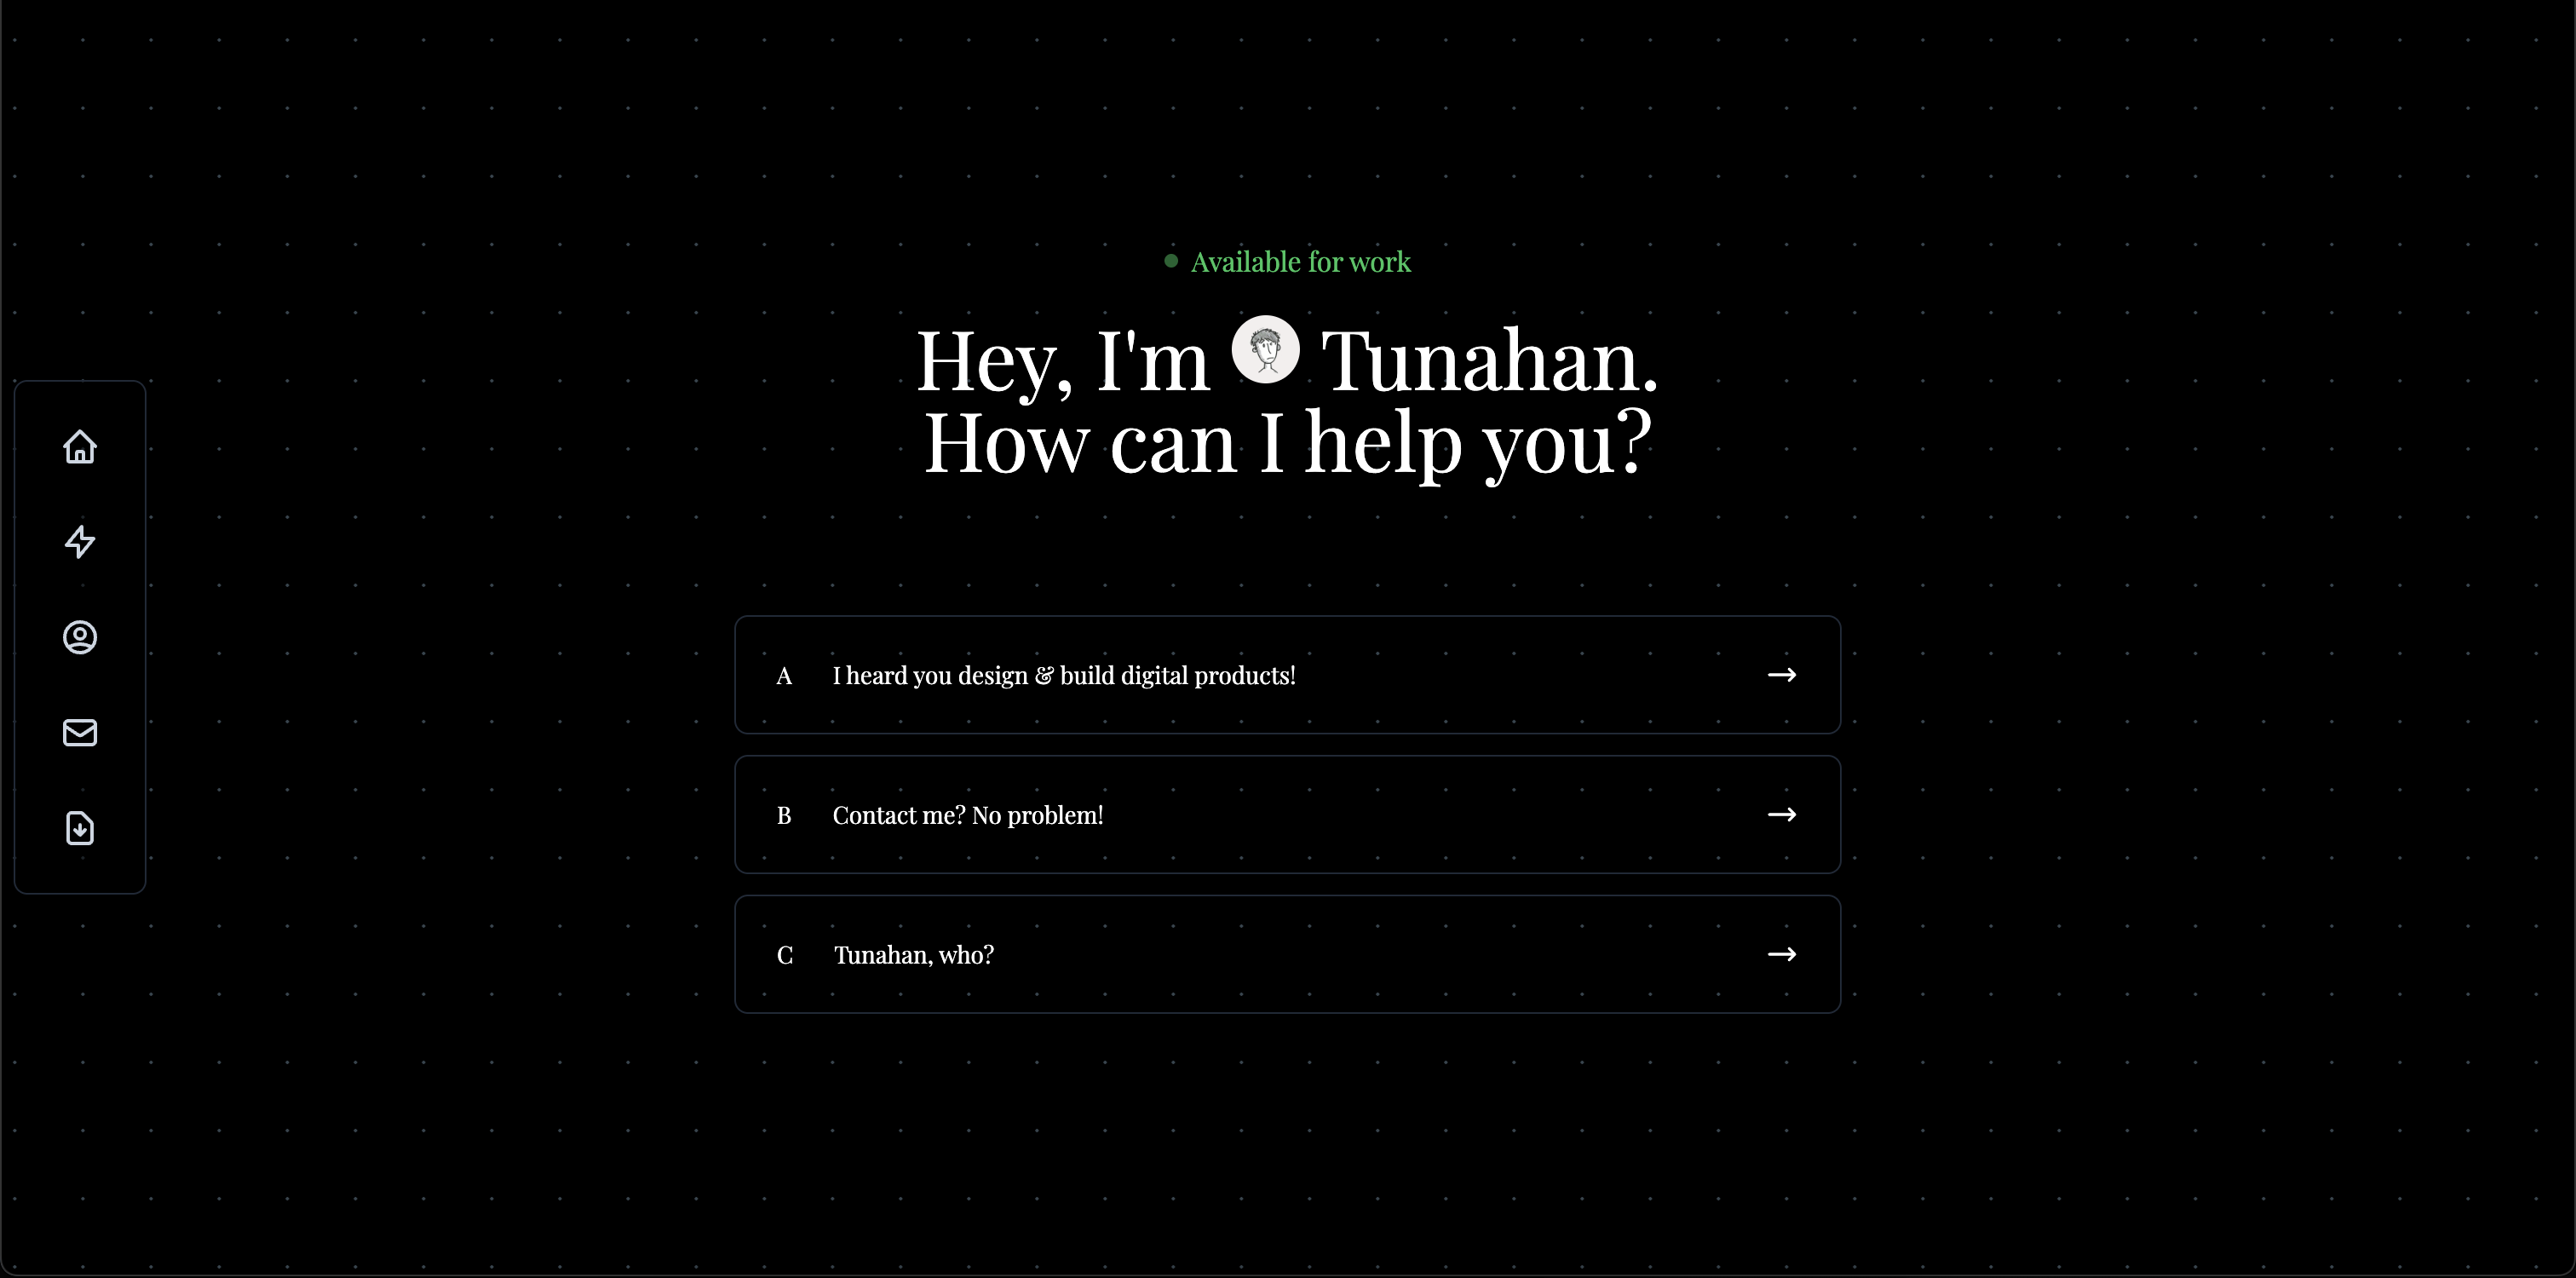 Available for work
Hey, I'm Tunahan.
How can I help you?
A I heard you design & build digital products!
B Contact me? No problem!
C Tunahan, who?